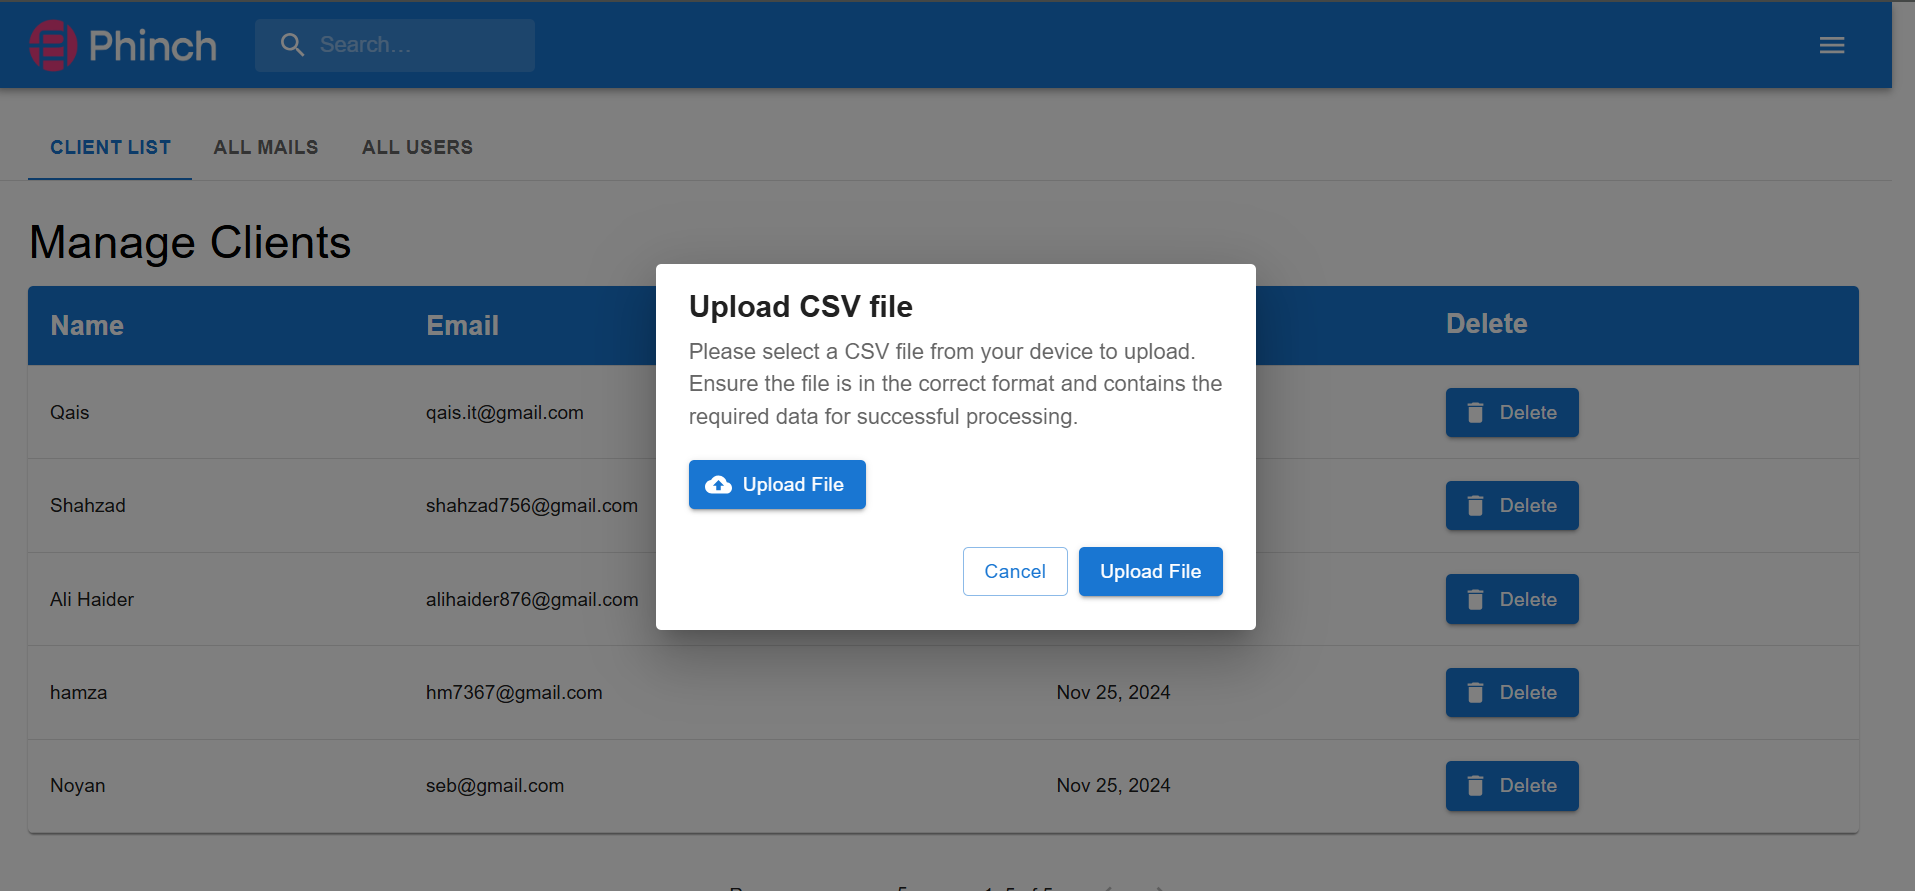 Phinch
Search...
CLIENT LIST ALL MAILS ALL USERS
Manage Clients
Name Email Delete
Upload CSV file
Please select a CSV file from your device to upload.
Ensure the file is in the correct format and contains the
required data for successful processing.
Upload File
Cancel Upload File
Qais qais.it@gmail.com Delete
Shahzad shahzad756@gmail.com Delete
Ali Haider alihaider876@gmail.com Delete
hamza hm7367@gmail.com Nov 25, 2024 Delete
Noyan seb@gmail.com Nov 25, 2024 Delete